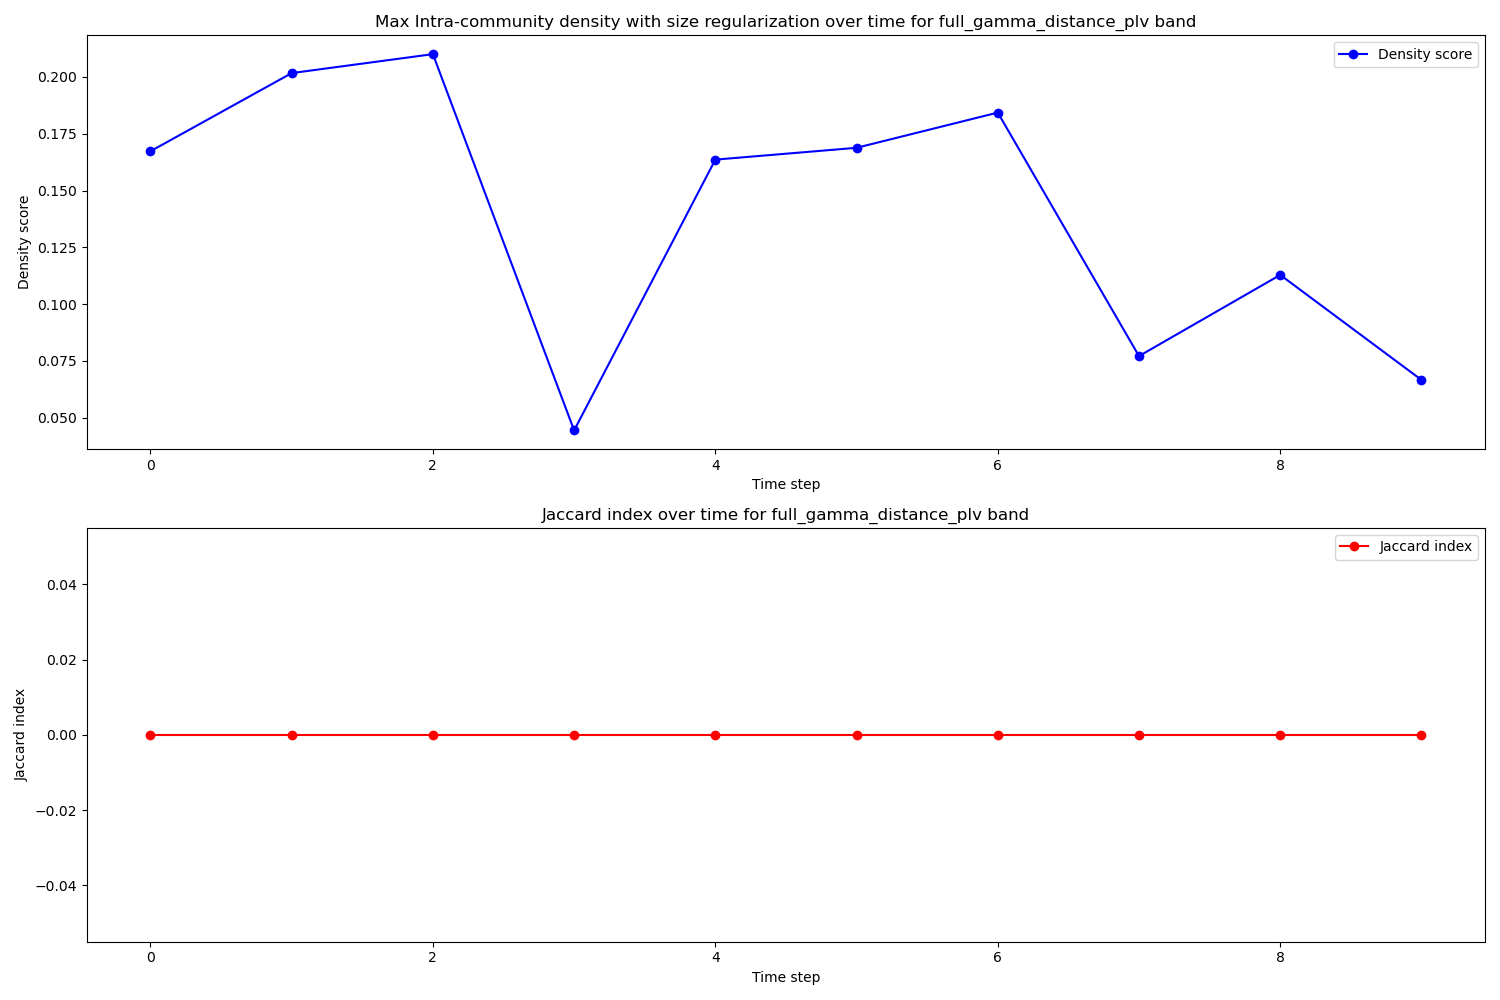 Max Intra-community density with size regularization over time for full_gamma_distance_plv band
Density score
0.200
0.175
0.150
0.125
0.100
0.075
0.050
Density score
0 2 4 6 8
Time step
Jaccard index over time for full_gamma_distance_plv band
Jaccard index
0.04
0.02
0.00
−0.02
−0.04
Jaccard index
0 2 4 6 8
Time step